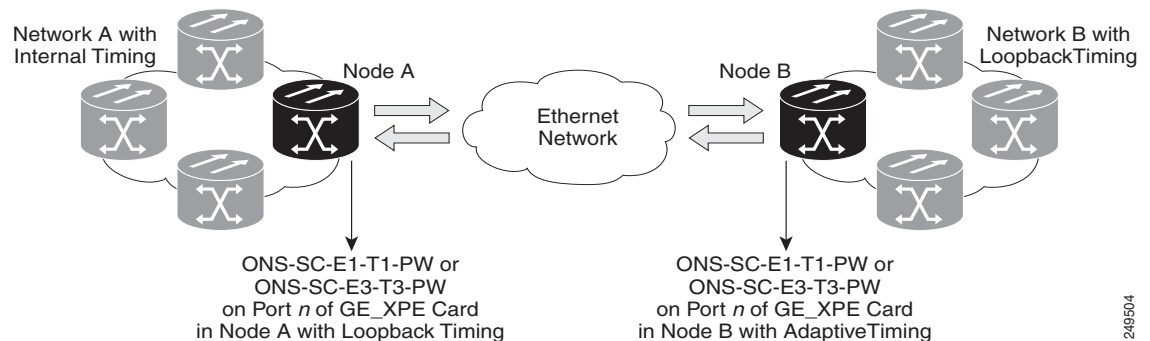 Network A with
Internal Timing
Node A
Ethernet
Network
Node B
Network B with
LoopbackTiming
ONS-SC-E1-T1-PW or
ONS-SC-E3-T3-PW
on Port n of GE_XPE Card
in Node A with Loopback Timing
ONS-SC-E1-T1-PW or
ONS-SC-E3-T3-PW
on Port n of GE_XPE Card
in Node B with AdaptiveTiming
249504